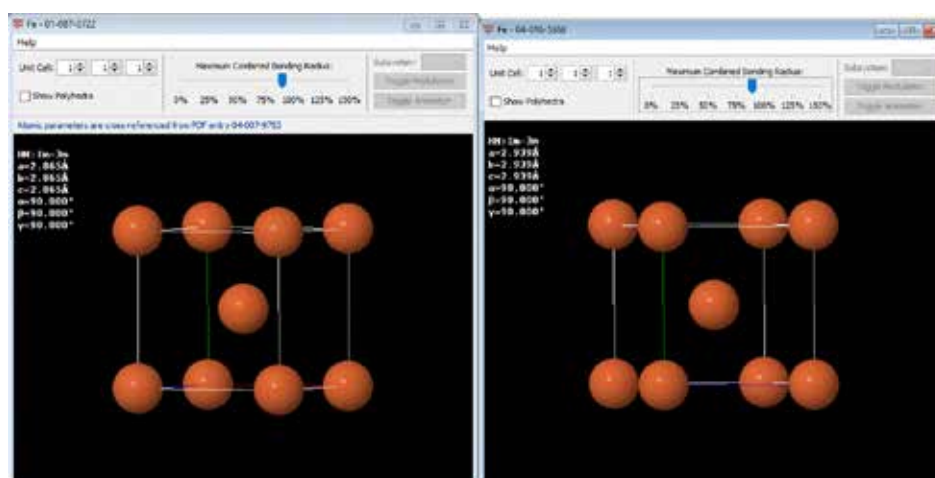 Fe - 01-087-0722
Help
Unit Cell: 1 1 1
Maximum Combined Bonding Radius:
Show Polyhedra
0% 25% 50% 75% 100% 125% 150%
Toggle Modulation
Toggle Animation
Atomic parameters are cross-referenced from PDF entry 04-007-9753
HM: Im-3m
a=2.865Å
b=2.865Å
c=2.865Å
α=90.000°
β=90.000°
γ=90.000°
Fe -
Help
Unit Cell: 1 1 1
Maximum Combined Bonding Radius:
Show Polyhedra
0% 25% 50% 75% 100% 125% 150%
Toggle Modulation
Toggle Animation
HM: Im-3m
a=2.939Å
b=2.939Å
c=2.939Å
α=90.000°
β=90.000°
γ=90.000°